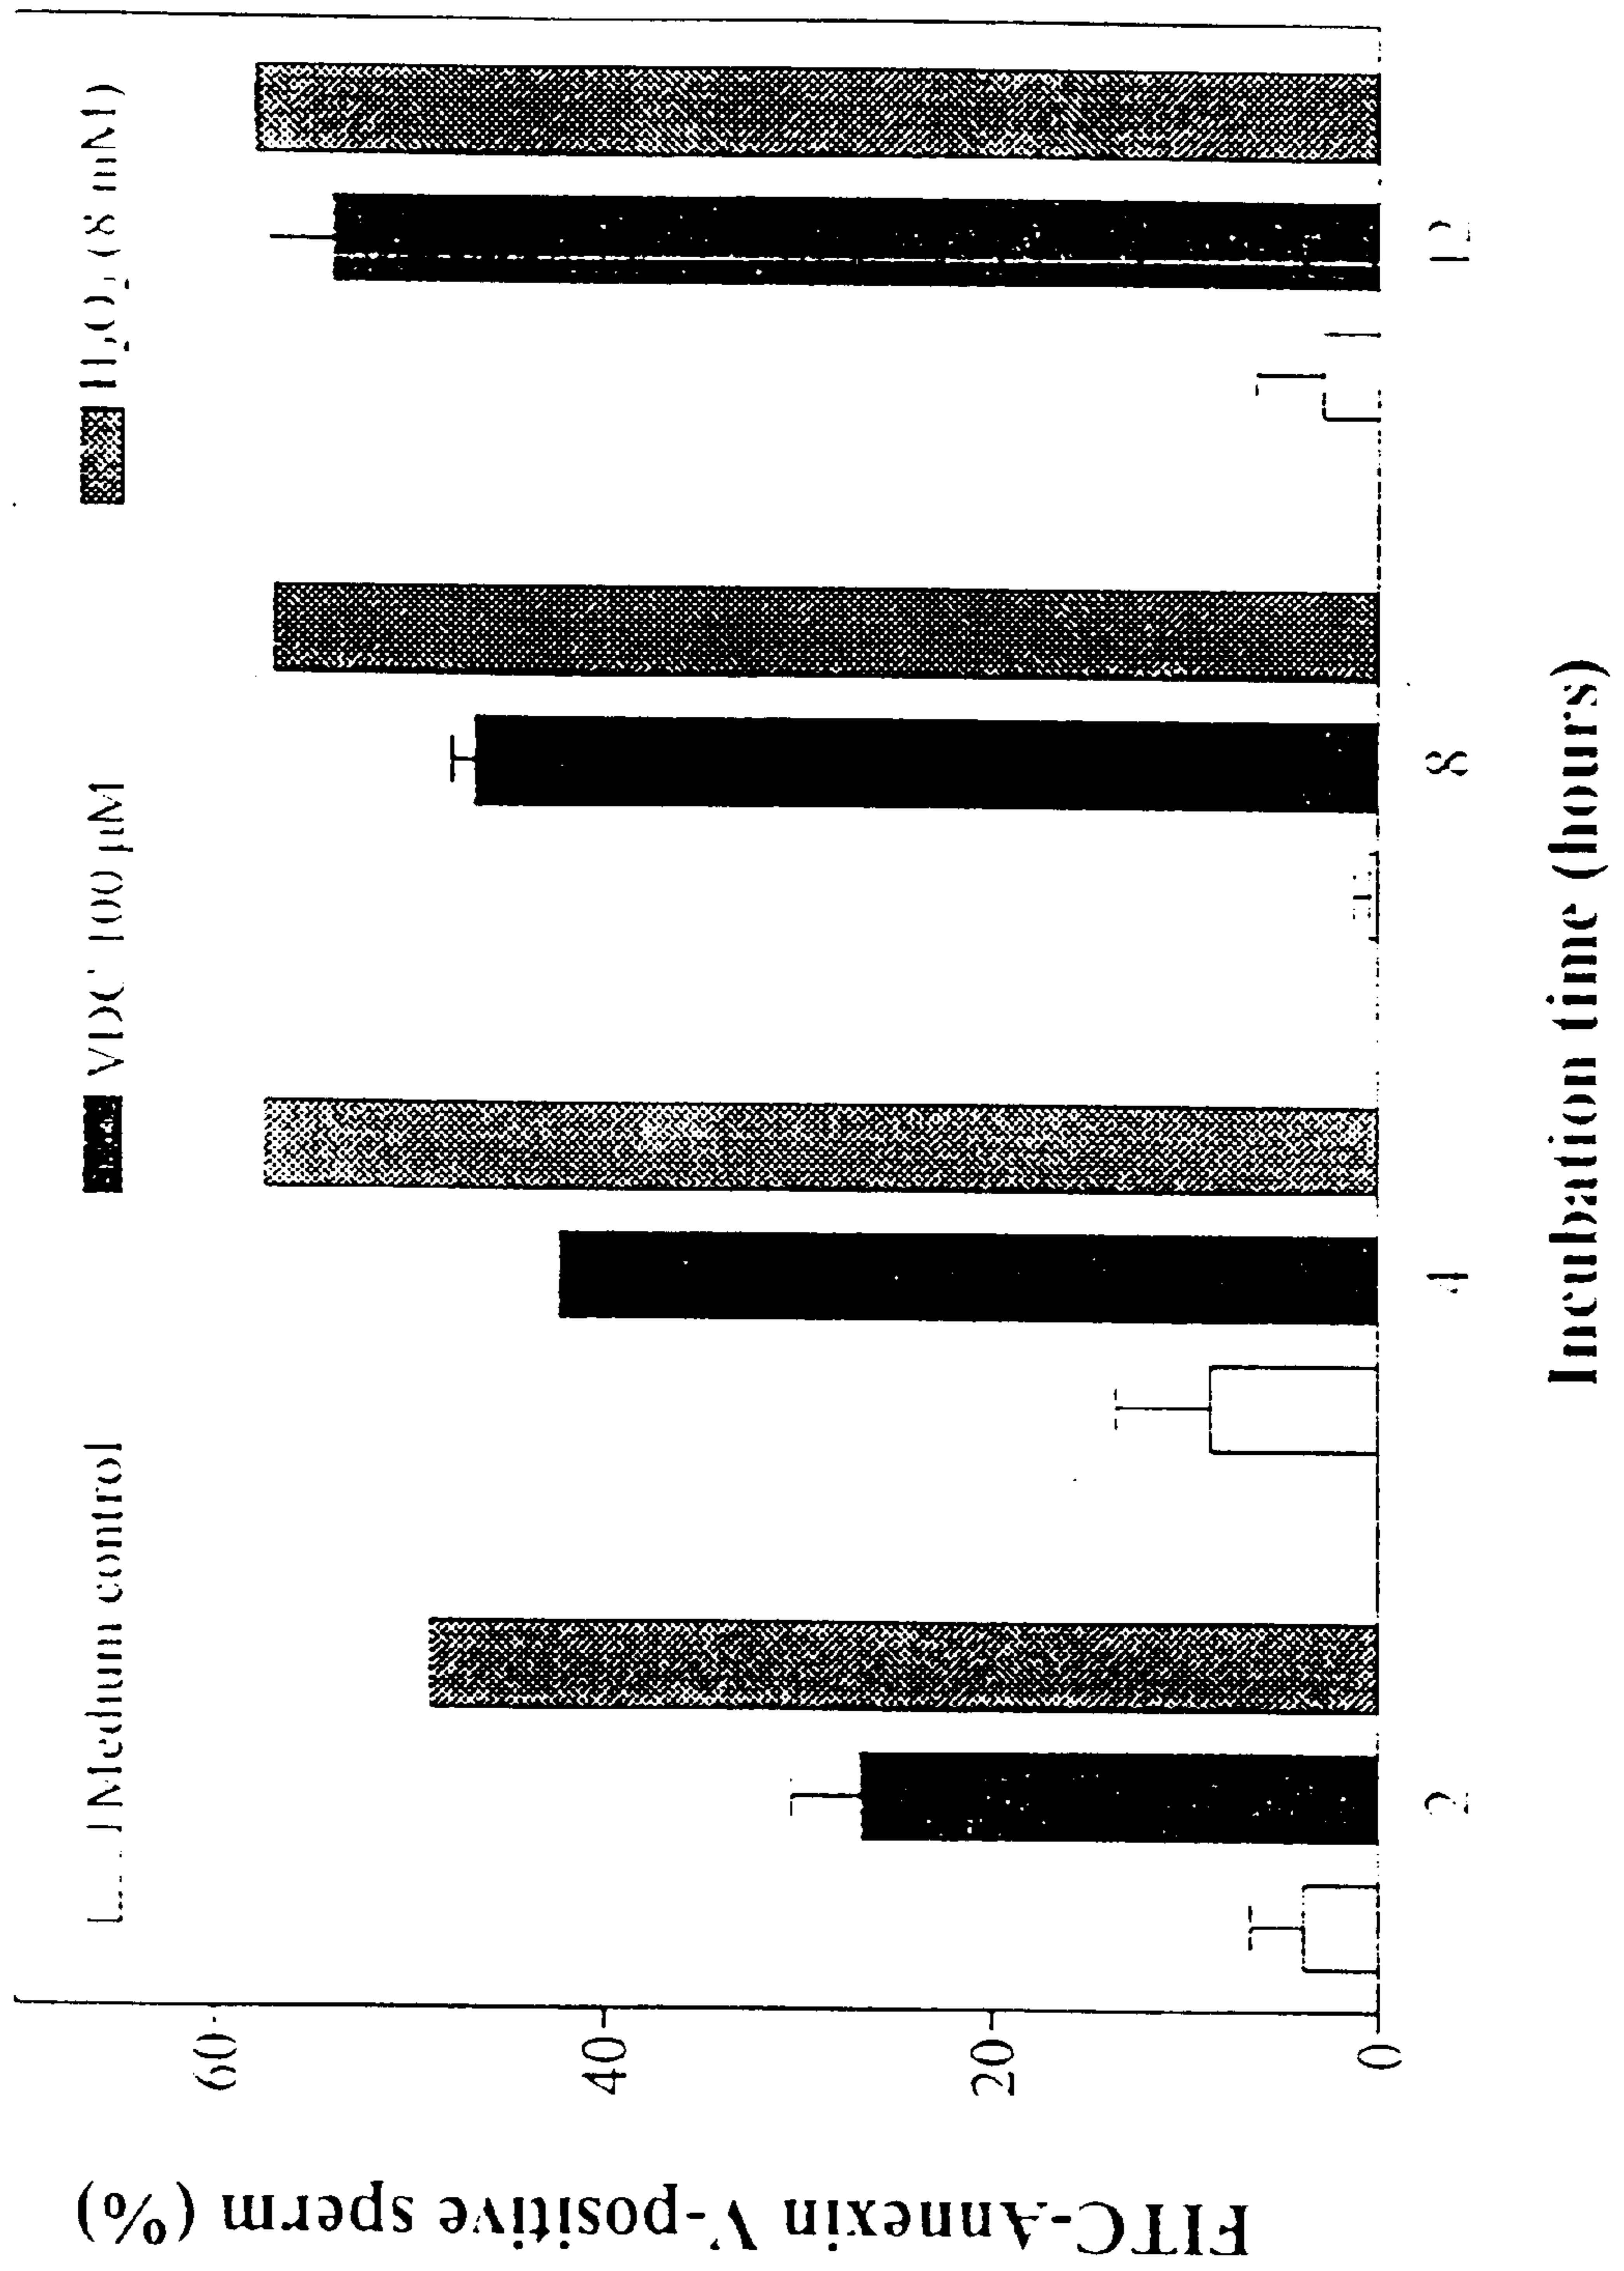 Medium control
VDC 100 µM
H₂O₂ (8 mM)
FITC-Annexin V-positive sperm (%)
60
40
20
0
2
4
8
12
Incubation time (hours)